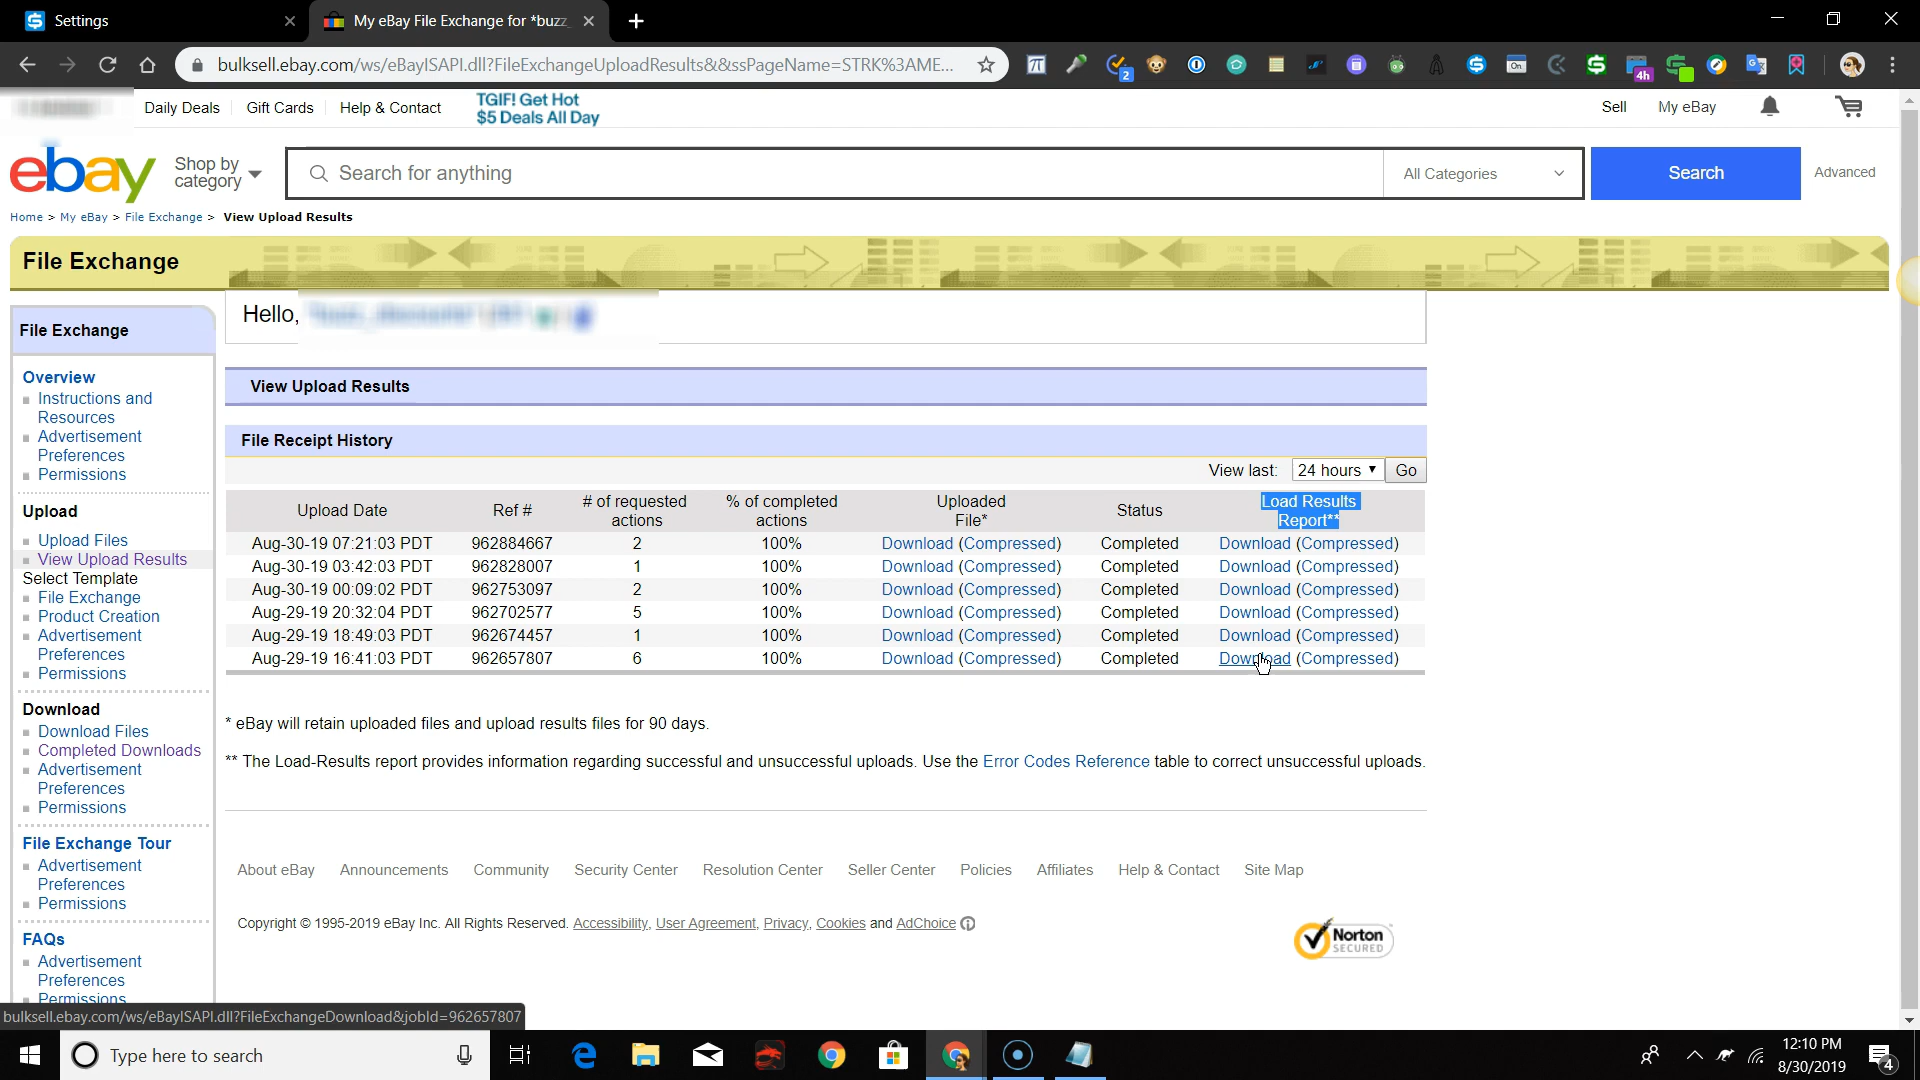 Settings
My eBay File Exchange for *buzz
bulksell.ebay.com/ws/eBayISAPI.dll?FileExchangeUploadResults&&ssPageName=STRK%3AME...
2
On
4h
Daily Deals
Gift Cards
Help & Contact
TGIF! Get Hot
$5 Deals All Day
Sell
My eBay
ebay
Shop by
category
Search for anything
All Categories
Search
Advanced
Home > My eBay > File Exchange > View Upload Results
File Exchange
Hello,
File Exchange
Overview
Instructions and
Resources
Advertisement
Preferences
Permissions
Upload
Upload Files
View Upload Results
Select Template
File Exchange
Product Creation
Advertisement
Preferences
Permissions
Download
Download Files
Completed Downloads
Advertisement
Preferences
Permissions
File Exchange Tour
Advertisement
Preferences
Permissions
FAQs
Advertisement
Preferences
Permissions
View Upload Results
File Receipt History
View last: 24 hours Go
Upload Date
Ref #
# of requested
actions
% of completed
actions
Uploaded
File*
Status
Load Results
Report**
Aug-30-19 07:21:03 PDT 962884667 2 100% Download (Compressed) Completed Download (Compressed)
Aug-30-19 03:42:03 PDT 962828007 1 100% Download (Compressed) Completed Download (Compressed)
Aug-30-19 00:09:02 PDT 962753097 2 100% Download (Compressed) Completed Download (Compressed)
Aug-29-19 20:32:04 PDT 962702577 5 100% Download (Compressed) Completed Download (Compressed)
Aug-29-19 18:49:03 PDT 962674457 1 100% Download (Compressed) Completed Download (Compressed)
Aug-29-19 16:41:03 PDT 962657807 6 100% Download (Compressed) Completed Download (Compressed)
* eBay will retain uploaded files and upload results files for 90 days.
** The Load-Results report provides information regarding successful and unsuccessful uploads. Use the Error Codes Reference table to correct unsuccessful uploads.
About eBay Announcements Community Security Center Resolution Center Seller Center Policies Affiliates Help & Contact Site Map
Copyright © 1995-2019 eBay Inc. All Rights Reserved. Accessibility, User Agreement, Privacy, Cookies and AdChoice
Norton
SECURED
bulksell.ebay.com/ws/eBayISAPI.dll?FileExchangeDownload&jobId=962657807
Type here to search
12:10 PM
8/30/2019
4